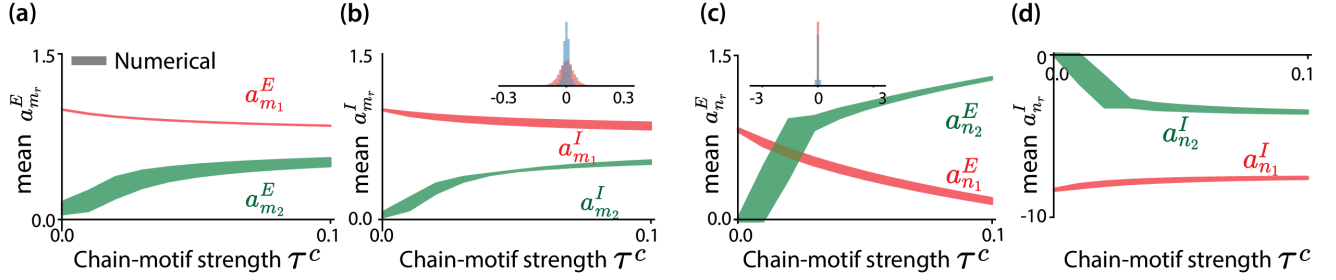 (a)
1.5
Numerical
mean a^E_{m_r}
a^E_{m_1}
a^E_{m_2}
0.0
0.0
0.1
Chain-motif strength τ^c
(b)
1.5
-0.3
0
0.3
mean a^I_{m_r}
a^I_{m_1}
a^I_{m_2}
0.0
0.0
0.1
Chain-motif strength τ^c
(c)
1.5
-3
0
3
mean a^E_{n_r}
a^E_{n_2}
a^E_{n_1}
0.0
0.0
0.1
Chain-motif strength τ^c
(d)
0
0.0
0.1
mean a^I_{n_r}
a^I_{n_2}
a^I_{n_1}
-10
Chain-motif strength τ^c